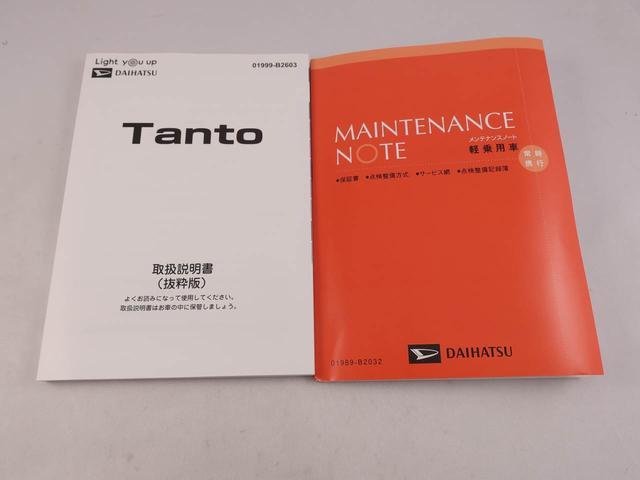 Light you up
DAIHATSU
01999-B2603
Tanto
取扱説明書
（抜粋版）
よくお読みになって使用してください。
取扱説明書はお車の中に保管しましょう。
MAINTENANCE
NOTE
メンテナンスノート
軽乗用車
常時
携行
●保証書 ●点検整備方式 ●サービス網 ●点検整備記録簿
01989-B2032
DAIHATSU